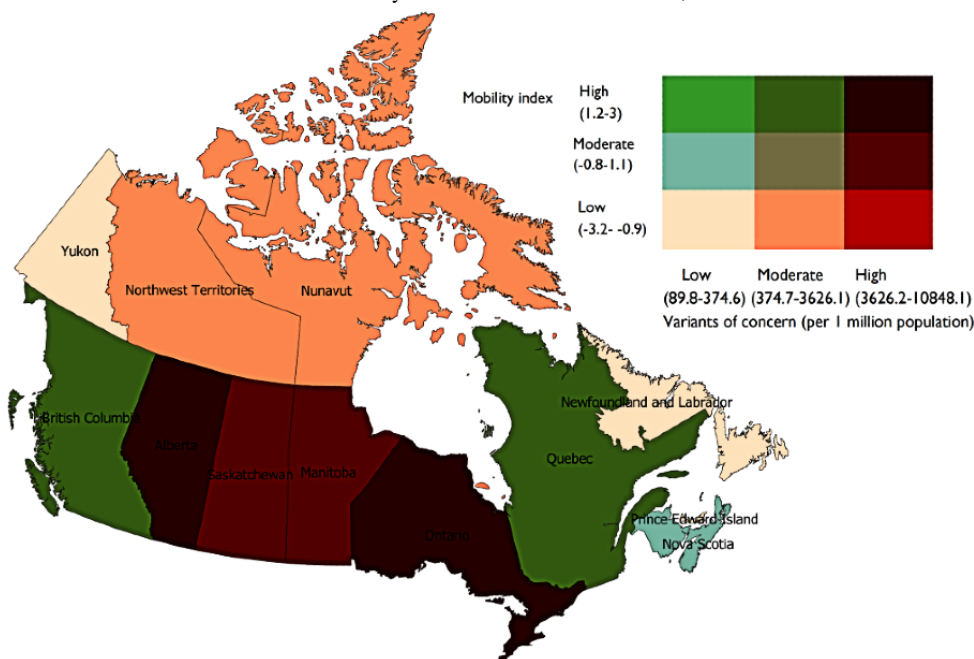 Mobility index
High
(1.2-3)
Moderate
(-0.8-1.1)
Low
(-3.2- -0.9)
Low Moderate High
(89.8-374.6) (374.7-3626.1) (3626.2-10848.1)
Variants of concern (per 1 million population)
Yukon
Northwest Territories
Nunavut
British Columbia
Alberta
Saskatchewan
Manitoba
Ontario
Quebec
Newfoundland and Labrador
Prince Edward Island
Nova Scotia